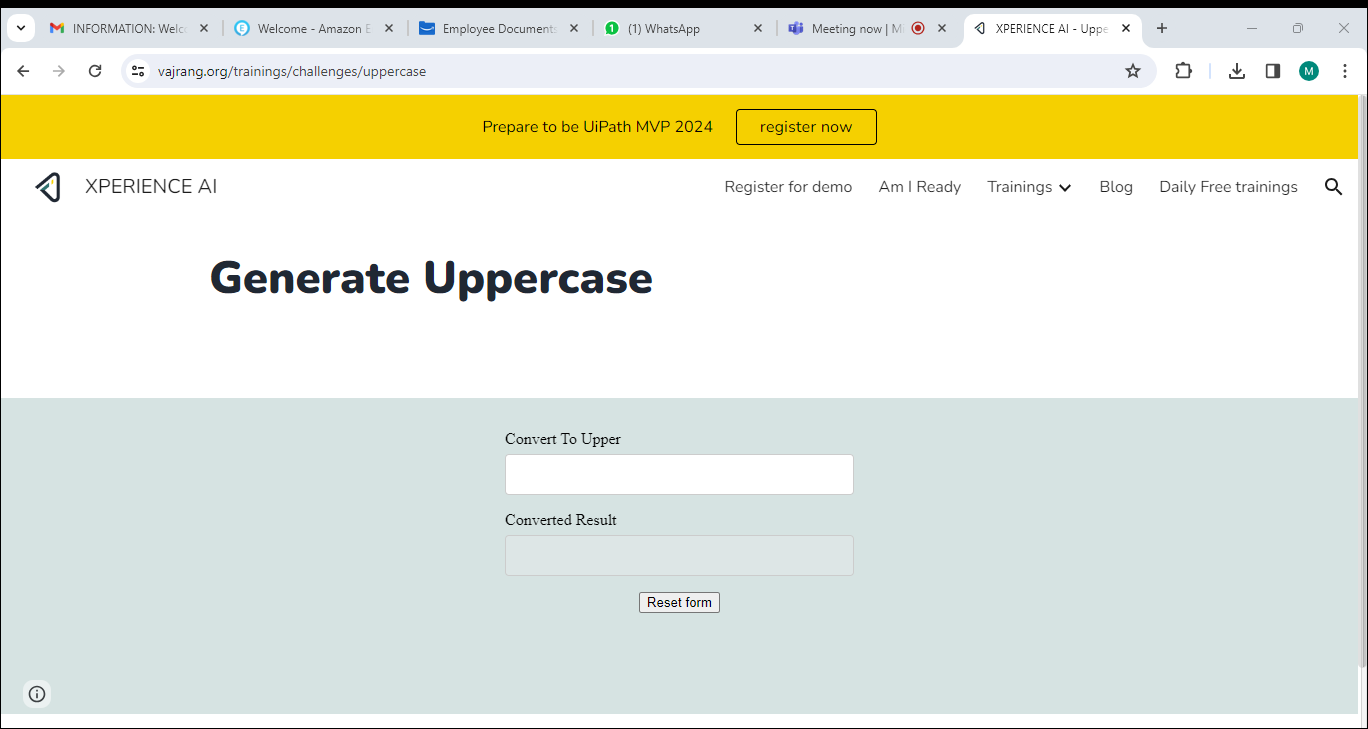 INFORMATION: Welc
Welcome - Amazon E
Employee Documents
1 (1) WhatsApp
Meeting now | Mi
XPERIENCE AI - Uppe
vajrang.org/trainings/challenges/uppercase
M
Prepare to be UiPath MVP 2024
register now
XPERIENCE AI
Register for demo
Am I Ready
Trainings
Blog
Daily Free trainings
Generate Uppercase
Convert To Upper
Converted Result
Reset form